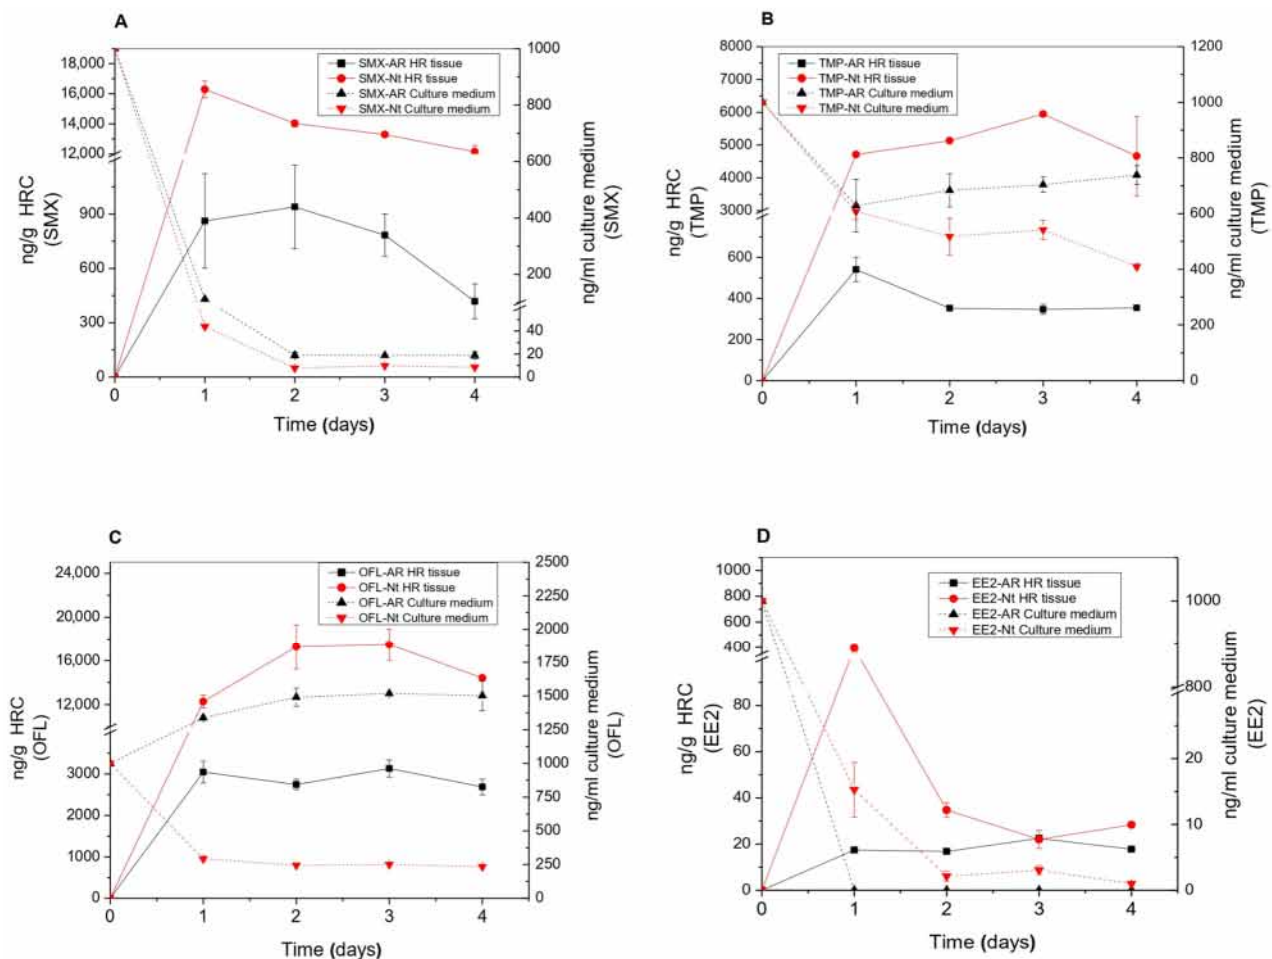 A
SMX-AR HR tissue
SMX-Nt HR tissue
SMX-AR Culture medium
SMX-Nt Culture medium
18,000
16,000
14,000
12,000
900
600
300
0
ng/g HRC
(SMX)
1000
800
600
400
200
40
20
0
ng/ml culture medium
(SMX)
0 1 2 3 4
Time (days)
B
TMP-AR HR tissue
TMP-Nt HR tissue
TMP-AR Culture medium
TMP-Nt Culture medium
8000
7000
6000
5000
4000
3000
600
400
200
0
ng/g HRC
(TMP)
1200
1000
800
600
400
200
0
ng/ml culture medium
(TMP)
0 1 2 3 4
Time (days)
C
OFL-AR HR tissue
OFL-Nt HR tissue
OFL-AR Culture medium
OFL-Nt Culture medium
24,000
20,000
16,000
12,000
3000
2000
1000
0
ng/g HRC
(OFL)
2500
2250
2000
1750
1500
1250
1000
750
500
250
0
ng/ml culture medium
(OFL)
0 1 2 3 4
Time (days)
D
EE2-AR HR tissue
EE2-Nt HR tissue
EE2-AR Culture medium
EE2-Nt Culture medium
1000
800
600
400
80
60
40
20
0
ng/g HRC
(EE2)
1000
800
20
10
0
ng/ml culture medium
(EE2)
0 1 2 3 4
Time (days)